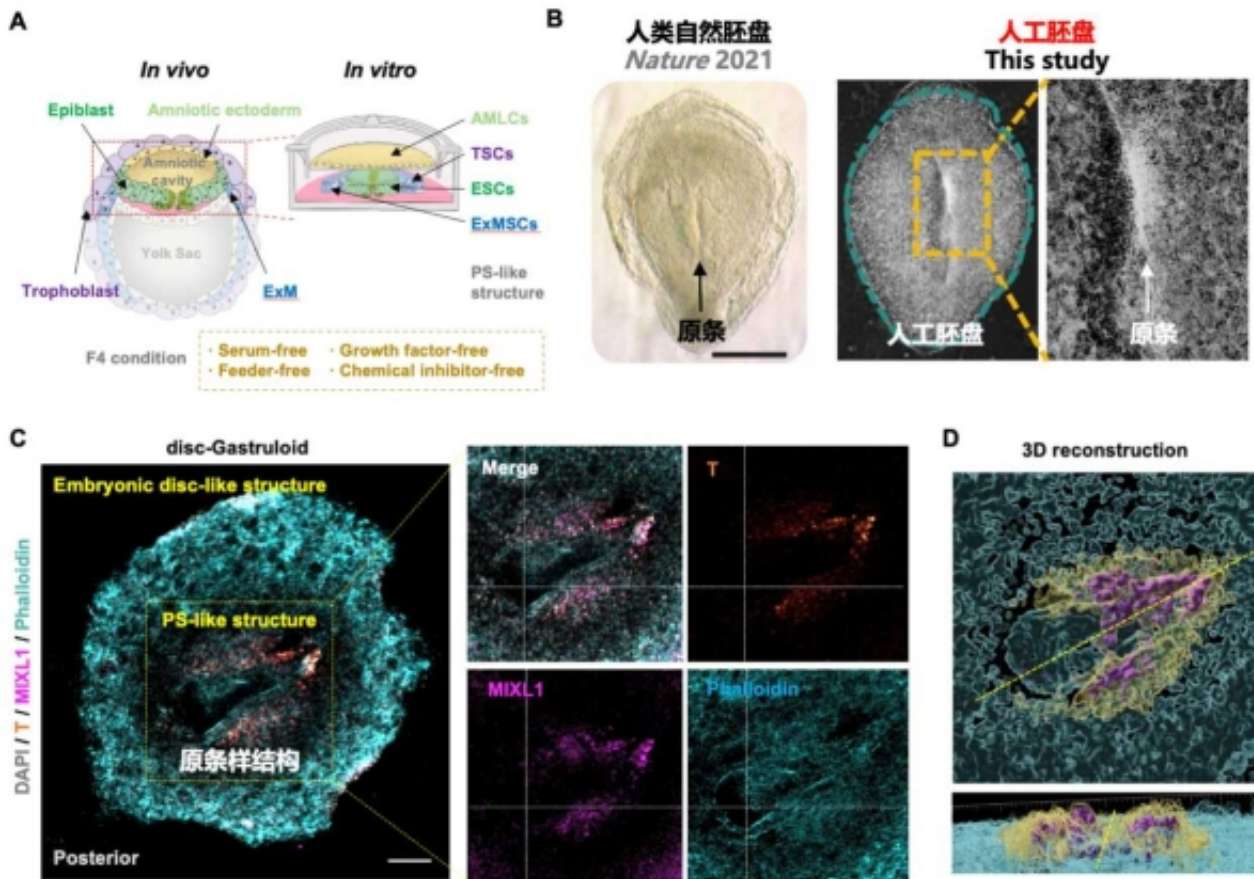 A
In vivo
In vitro
Epiblast
Amniotic ectoderm
Amniotic
cavity
Yolk Sac
Trophoblast
ExM
AMLCs
TSCs
ESCs
ExMSCs
PS-like
structure
F4 condition
· Serum-free
· Growth factor-free
· Feeder-free
· Chemical inhibitor-free
B
人类自然胚盘
Nature 2021
原条
人工胚盘
This study
人工胚盘
原条
C
disc-Gastruloid
DAPI / T / MIXL1 / Phalloidin
Embryonic disc-like structure
PS-like structure
原条样结构
Posterior
Merge
T
MIXL1
Phalloidin
D
3D reconstruction